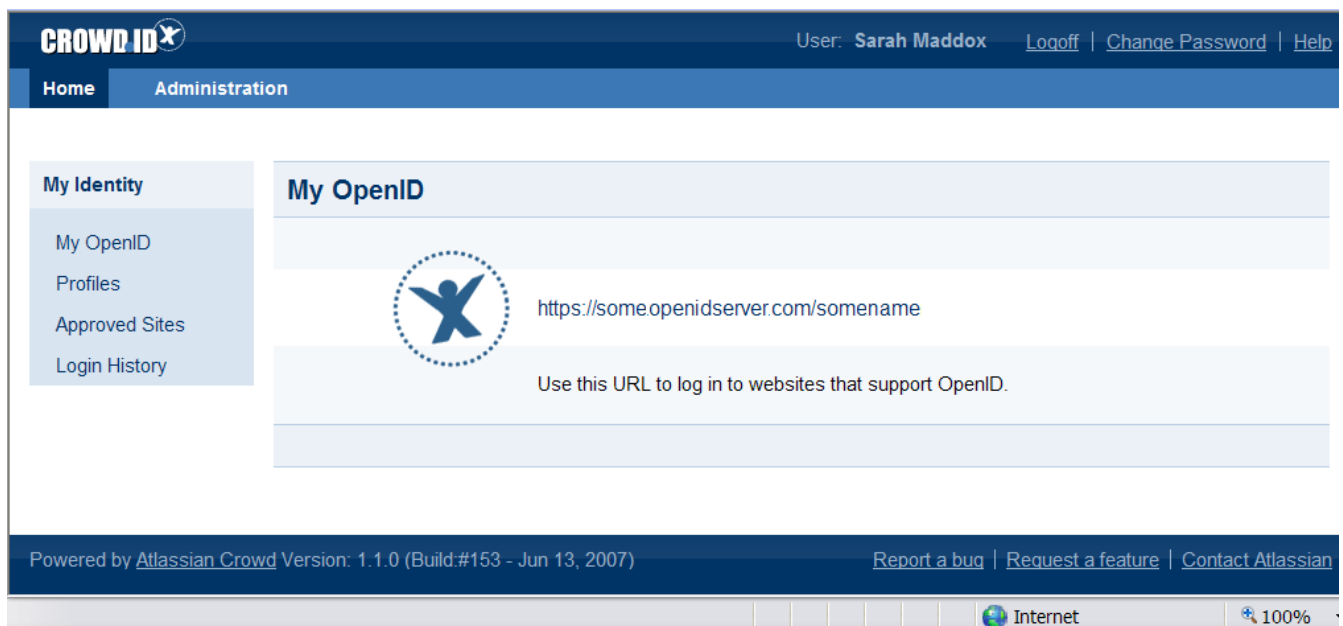 CROWD.ID
User: Sarah Maddox Logoff | Change Password | Help
Home Administration
My Identity
My OpenID
Profiles
Approved Sites
Login History
My OpenID
https://some.openidserver.com/somename
Use this URL to log in to websites that support OpenID.
Powered by Atlassian Crowd Version: 1.1.0 (Build:#153 - Jun 13, 2007) Report a bug | Request a feature | Contact Atlassian
Internet 100%